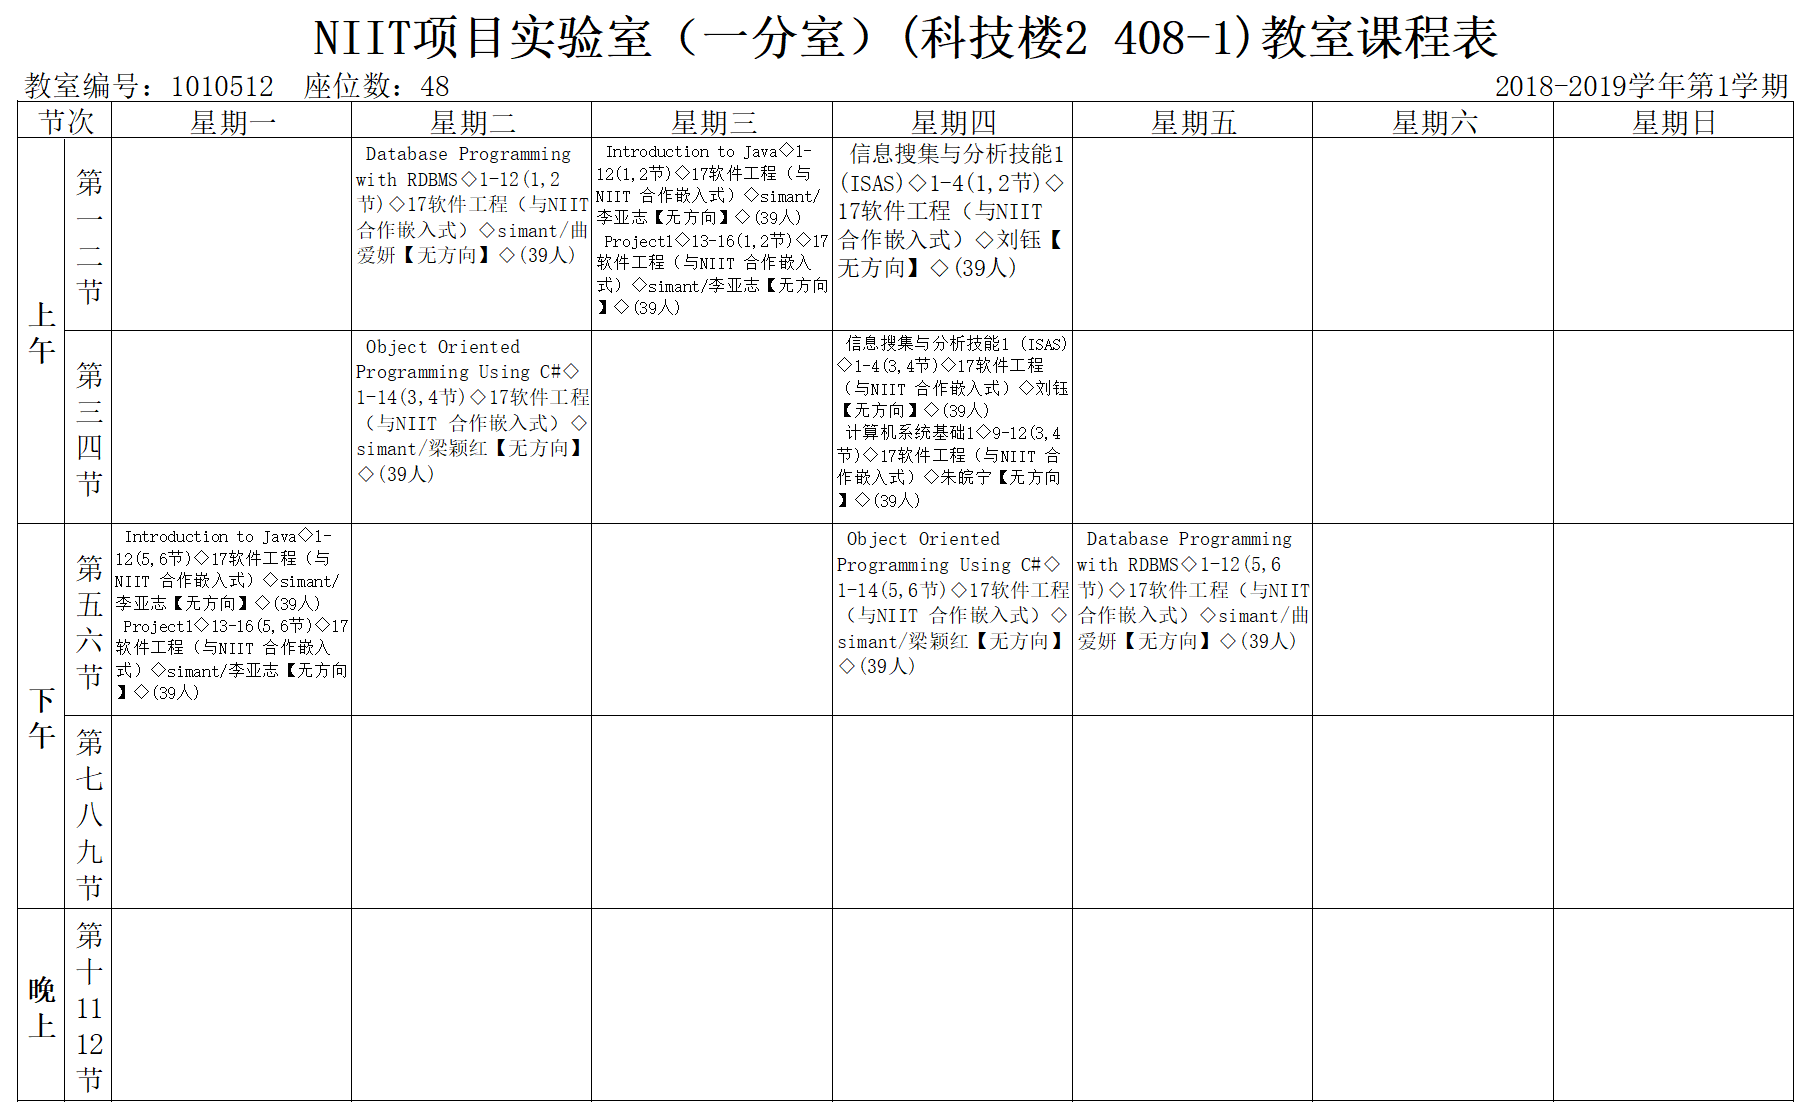 NIIT项目实验室（一分室）(科技楼2 408-1)教室课程表
教室编号：1010512 座位数：48
2018-2019学年第1学期
节次 星期一 星期二 星期三 星期四 星期五 星期六 星期日
上午
第一二节
Database Programming
with RDBMS◇1-12(1,2
节)◇17软件工程（与NIIT
合作嵌入式）◇simant/曲
爱妍【无方向】◇(39人)
Introduction to Java◇1-
12(1,2节)◇17软件工程（与
NIIT 合作嵌入式）◇simant/
李亚志【无方向】◇(39人)
Project1◇13-16(1,2节)◇17
软件工程（与NIIT 合作嵌入
式）◇simant/李亚志【无方向
】◇(39人)
信息搜集与分析技能1
(ISAS)◇1-4(1,2节)◇
17软件工程（与NIIT
合作嵌入式）◇刘钰【
无方向】◇(39人)
第三四节
Object Oriented
Programming Using C#◇
1-14(3,4节)◇17软件工程
（与NIIT 合作嵌入式）◇
simant/梁颖红【无方向】
◇(39人)
信息搜集与分析技能1 (ISAS)
◇1-4(3,4节)◇17软件工程
（与NIIT 合作嵌入式）◇刘钰
【无方向】◇(39人)
计算机系统基础1◇9-12(3,4
节)◇17软件工程（与NIIT 合
作嵌入式）◇朱皖宁【无方向
】◇(39人)
下午
第五六节
Introduction to Java◇1-
12(5,6节)◇17软件工程（与
NIIT 合作嵌入式）◇simant/
李亚志【无方向】◇(39人)
Project1◇13-16(5,6节)◇17
软件工程（与NIIT 合作嵌入
式）◇simant/李亚志【无方向
】◇(39人)
Object Oriented
Programming Using C#◇
1-14(5,6节)◇17软件工程
（与NIIT 合作嵌入式）◇
simant/梁颖红【无方向】
◇(39人)
Database Programming
with RDBMS◇1-12(5,6
节)◇17软件工程（与NIIT
合作嵌入式）◇simant/曲
爱妍【无方向】◇(39人)
第七八九节
晚上
第十1112节